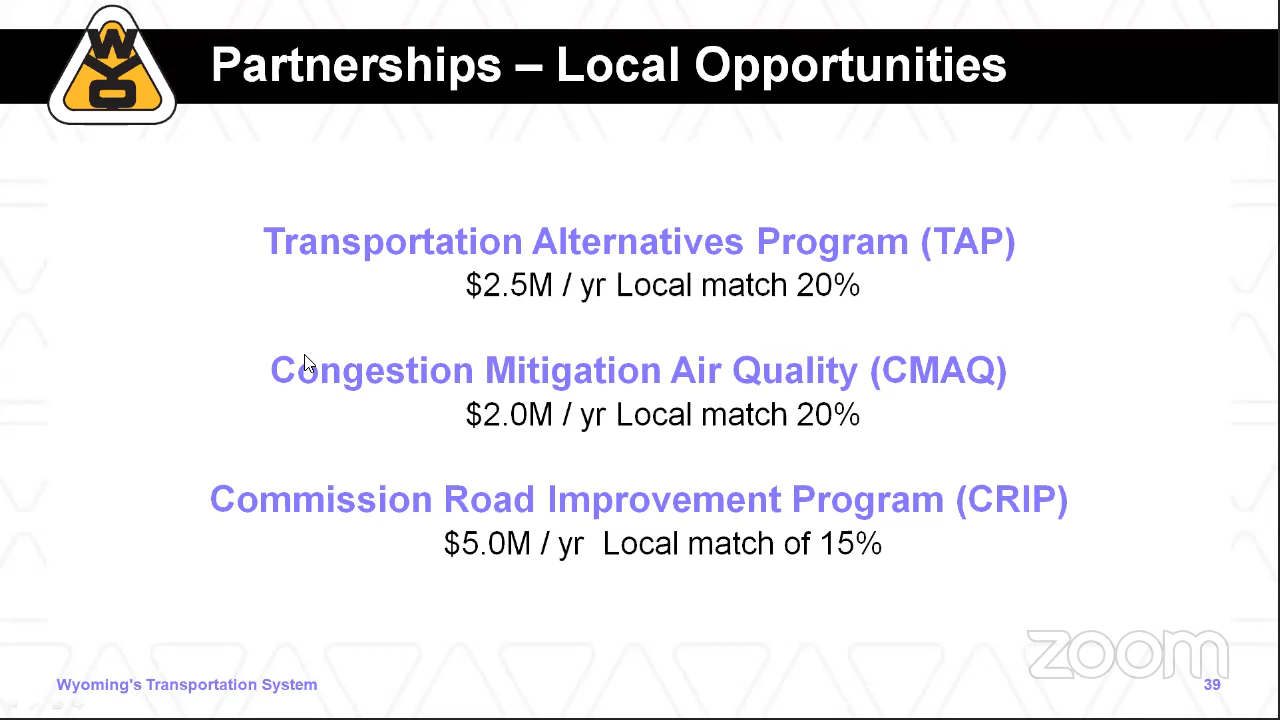 WYO
Partnerships – Local Opportunities
Transportation Alternatives Program (TAP)
$2.5M / yr Local match 20%
Congestion Mitigation Air Quality (CMAQ)
$2.0M / yr Local match 20%
Commission Road Improvement Program (CRIP)
$5.0M / yr Local match of 15%
zoom
Wyoming's Transportation System
39